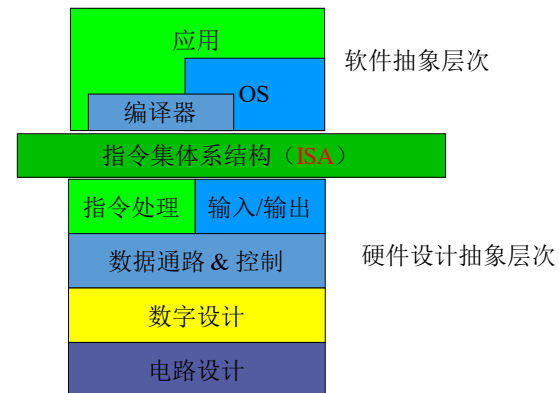 应用
软件抽象层次
OS
编译器
指令集体系结构（ISA）
指令处理
输入/输出
数据通路 & 控制
硬件设计抽象层次
数字设计
电路设计